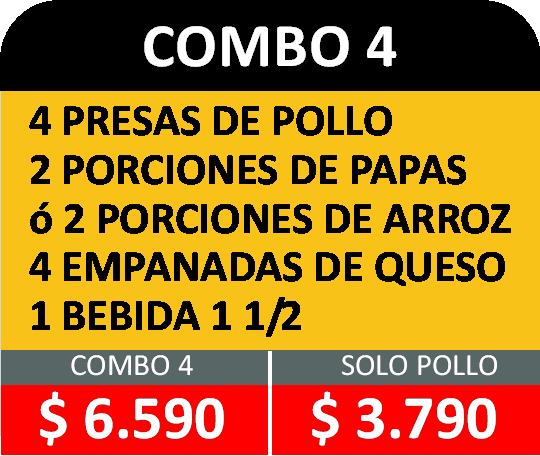 COMBO 4
4 PRESAS DE POLLO
2 PORCIONES DE PAPAS
ó 2 PORCIONES DE ARROZ
4 EMPANADAS DE QUESO
1 BEBIDA 1 1/2
COMBO 4
SOLO POLLO
$ 6.590
$ 3.790